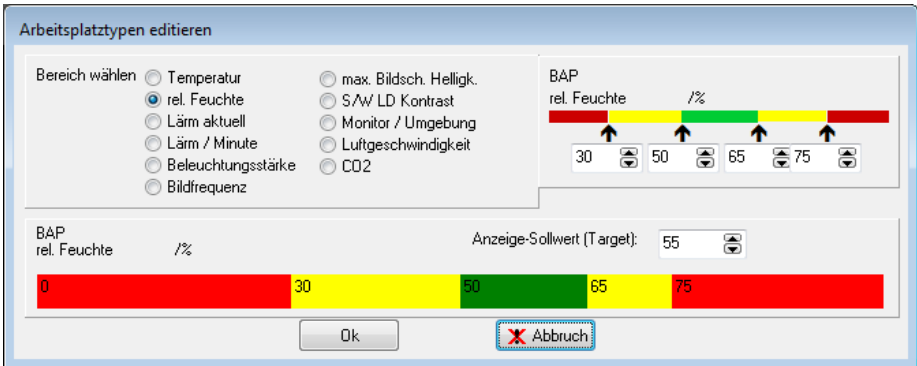 Arbeitsplatztypen editieren
Bereich wählen
Temperatur
rel. Feuchte
Lärm aktuell
Lärm / Minute
Beleuchtungsstärke
Bildfrequenz
max. Bildsch. Helligk.
S/W LD Kontrast
Monitor / Umgebung
Luftgeschwindigkeit
CO2
BAP
rel. Feuchte /%
30 50 65 75
BAP
rel. Feuchte /%
Anzeige-Sollwert (Target): 55
0 30 50 65 75
Ok Abbruch